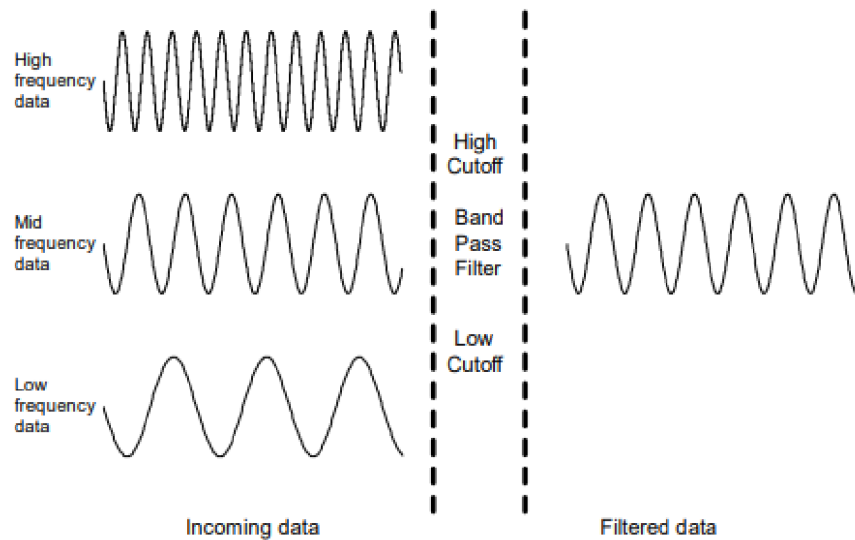 High
frequency
data
High
Cutoff
Mid
frequency
data
Band
Pass
Filter
Low
frequency
data
Low
Cutoff
Incoming data
Filtered data